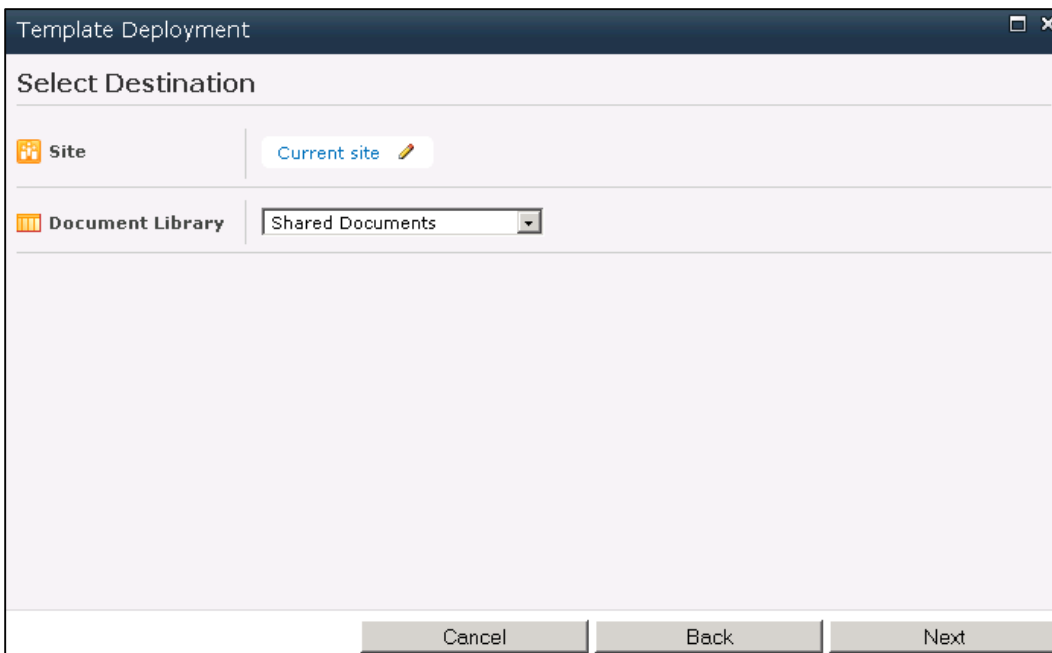 Template Deployment
Select Destination
Site
Current site
Document Library
Shared Documents
Cancel
Back
Next